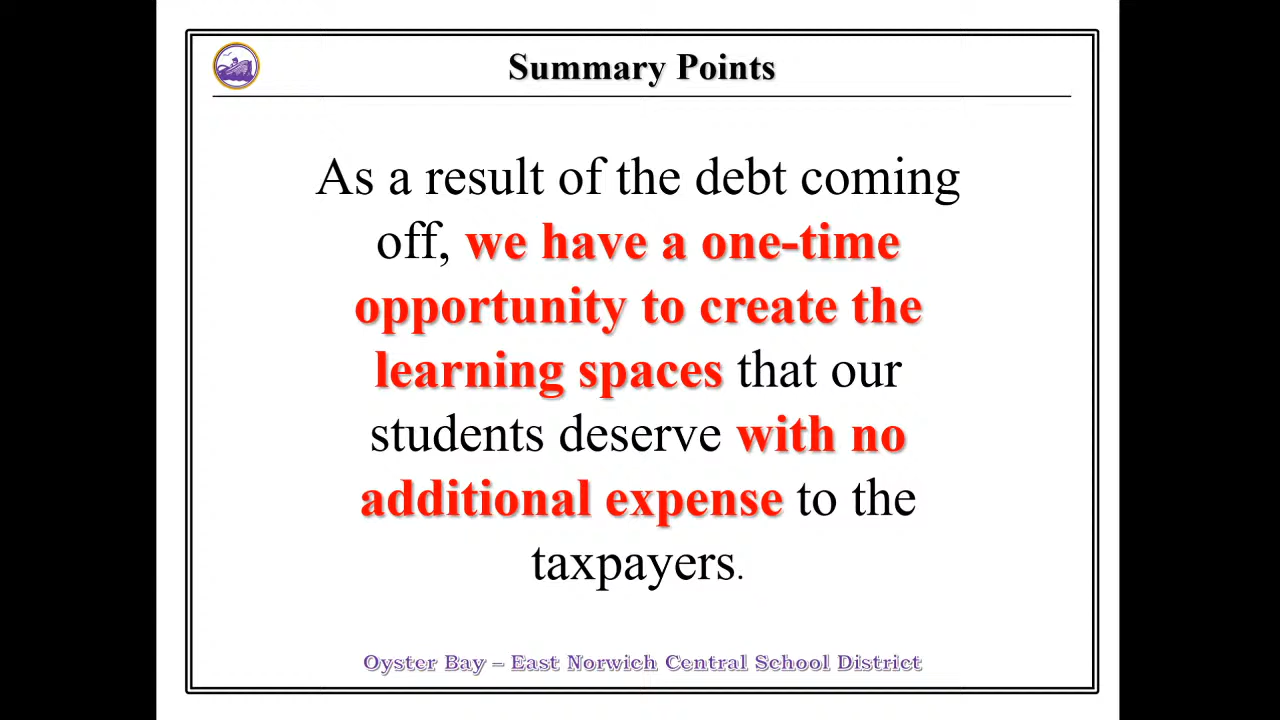 Summary Points
As a result of the debt coming
off, we have a one-time
opportunity to create the
learning spaces that our
students deserve with no
additional expense to the
taxpayers.
Oyster Bay – East Norwich Central School District